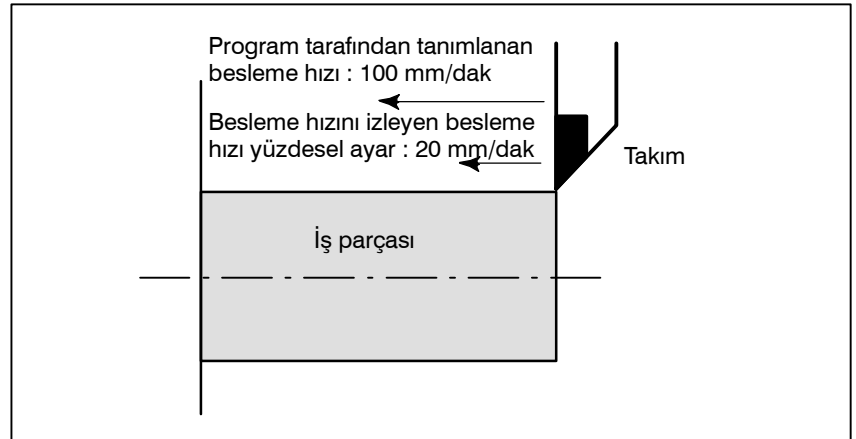 Program tarafından tanımlanan
besleme hızı : 100 mm/dak
Besleme hızını izleyen besleme
hızı yüzdesel ayar : 20 mm/dak
Takım
İş parçası